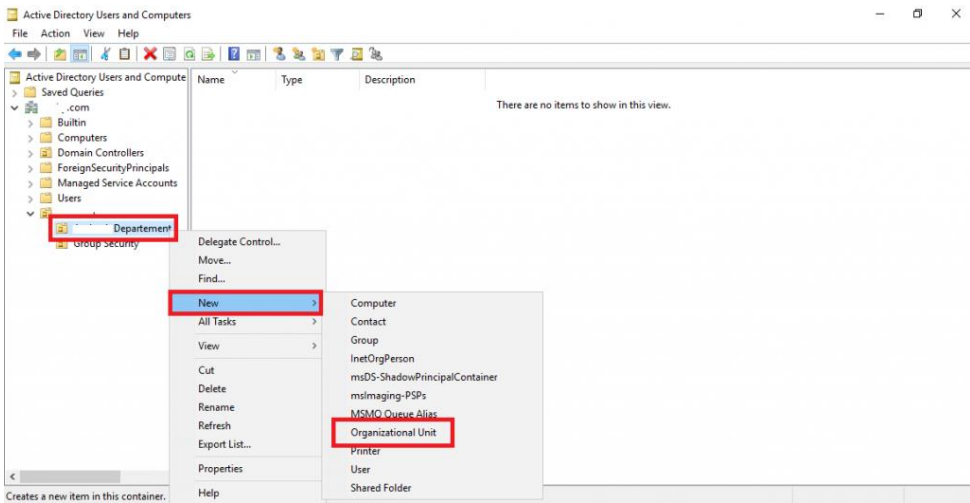 Active Directory Users and Computers
File Action View Help
Active Directory Users and Compute
Name Type Description
Saved Queries
There are no items to show in this view.
.com
Builtin
Computers
Domain Controllers
ForeignSecurityPrincipals
Managed Service Accounts
Users
Departement
Group Security
Delegate Control...
Move...
Find...
New
All Tasks
View
Cut
Delete
Rename
Refresh
Export List...
Properties
Help
Computer
Contact
Group
InetOrgPerson
msDS-ShadowPrincipalContainer
msImaging-PSPs
MSMQ Queue Alias
Organizational Unit
Printer
User
Shared Folder
Creates a new item in this container.